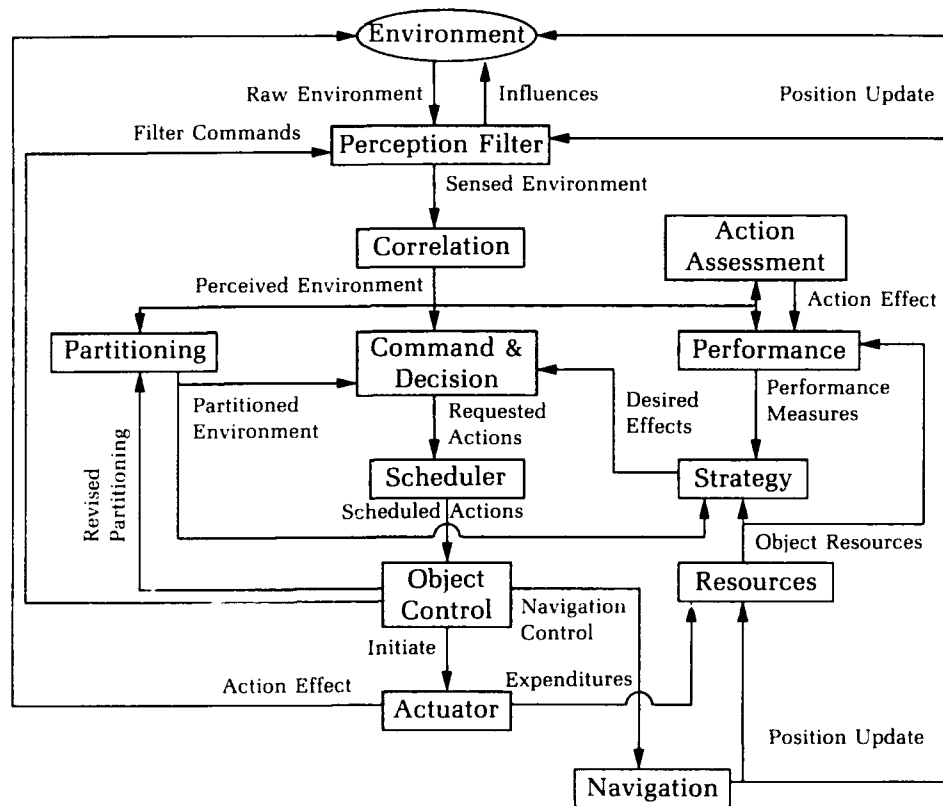 Environment
Raw Environment
Influences
Position Update
Filter Commands
Perception Filter
Sensed Environment
Correlation
Action
Assessment
Perceived Environment
Action Effect
Partitioning
Command &
Decision
Performance
Partitioned
Environment
Requested
Actions
Desired
Effects
Performance
Measures
Revised
Partitioning
Scheduler
Strategy
Scheduled Actions
Object Resources
Object
Control
Navigation
Control
Resources
Initiate
Action Effect
Expenditures
Actuator
Position Update
Navigation